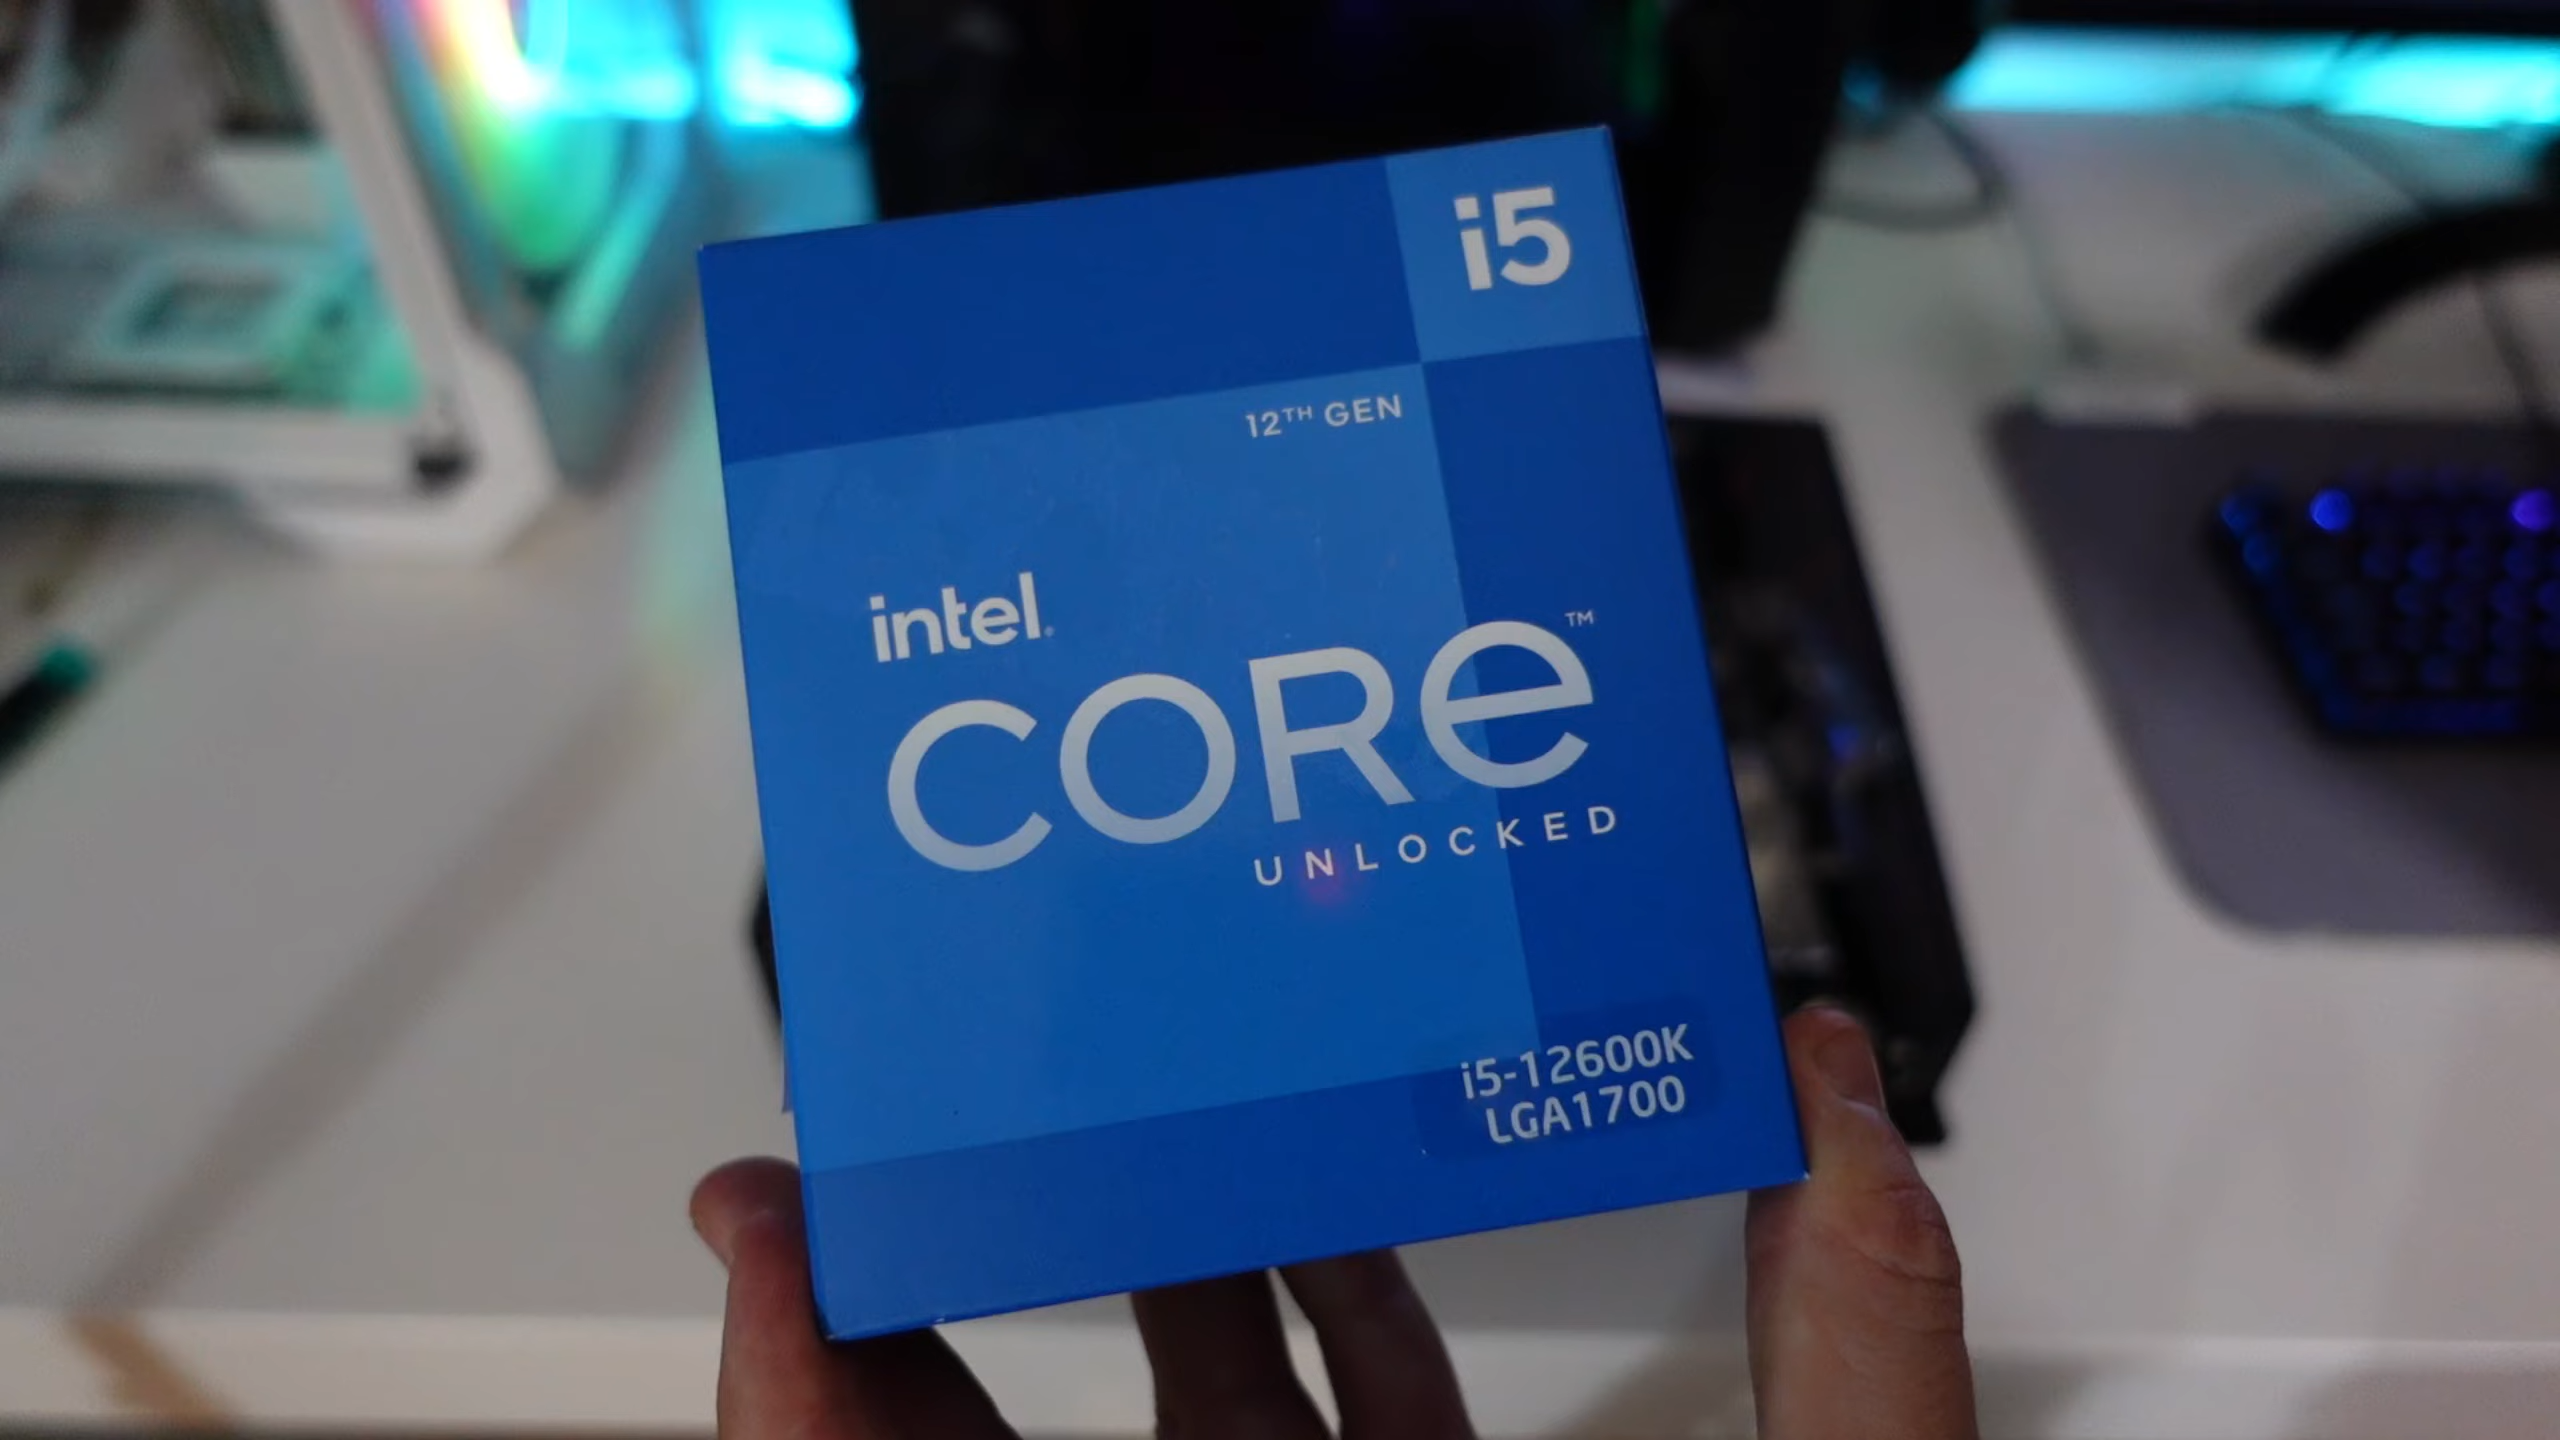 i5
12TH GEN
intel.
CORe™
UNLOCKED
i5-12600K
LGA1700